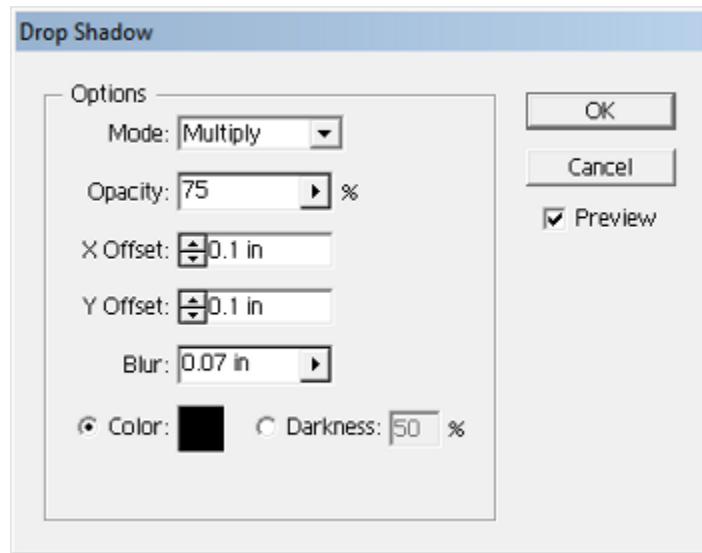 Drop Shadow
Options
Mode: Multiply
Opacity: 75 %
X Offset: 0.1 in
Y Offset: 0.1 in
Blur: 0.07 in
Color: Darkness: 50 %
OK
Cancel
Preview